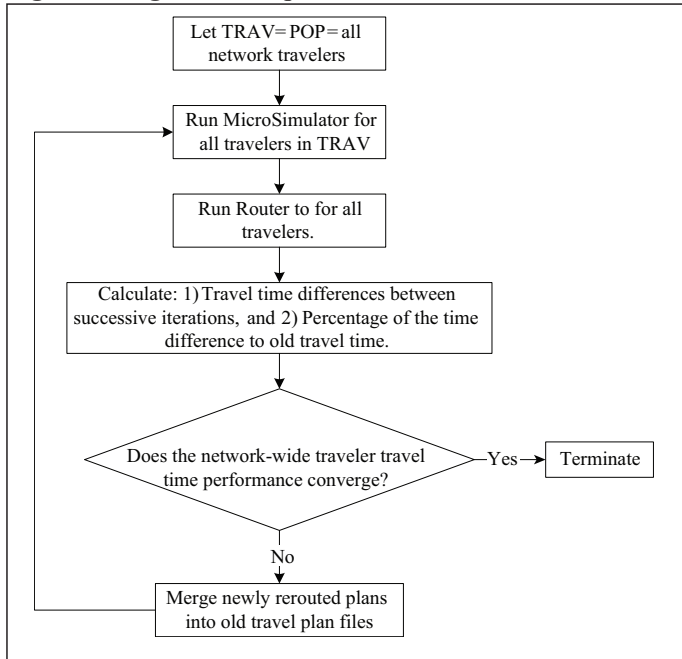 Let TRAV=POP=all
network travelers
Run MicroSimulator for
all travelers in TRAV
Run Router to for all
travelers.
Calculate: 1) Travel time differences between
successive iterations, and 2) Percentage of the time
difference to old travel time.
Does the network-wide traveler travel
time performance converge?
Yes
Terminate
No
Merge newly rerouted plans
into old travel plan files